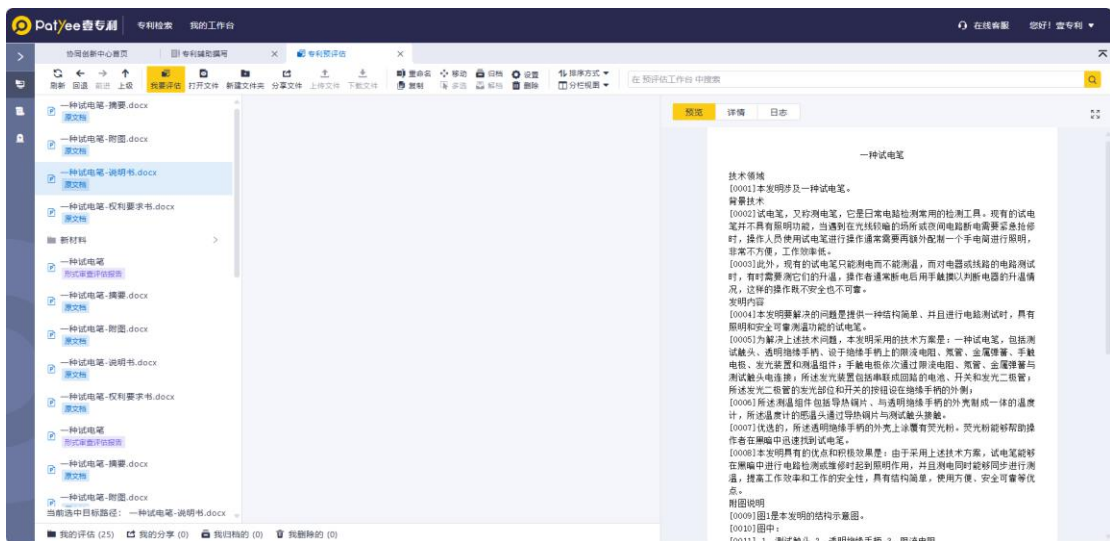 PatYee壹专利 专利检索 我的工作台 在线客服 您好! 壹专利
协同创新中心首页 专利辅助撰写 × 专利预评估 ×
刷新 回退 前进 上级 我要评估 打开文件 新建文件夹 分享文件 上传文件 下载文件 重命名 移动 归档 设置 排序方式
复制 多选 解档 删除 分栏视图
在 预评估工作台 中搜索
一种试电笔-摘要.docx
原文档
一种试电笔-附图.docx
原文档
一种试电笔-说明书.docx
原文档
一种试电笔-权利要求书.docx
原文档
新材料
一种试电笔
形式审查评估报告
一种试电笔-摘要.docx
原文档
一种试电笔-附图.docx
原文档
一种试电笔-说明书.docx
原文档
一种试电笔-权利要求书.docx
原文档
一种试电笔
形式审查评估报告
一种试电笔-摘要.docx
原文档
一种试电笔-附图.docx
当前选中目标路径: 一种试电笔-说明书.docx
我的评估 (25) 我的分享 (0) 我归档的 (0) 我删除的 (0)
预览 详情 日志
一种试电笔
技术领域
[0001]本发明涉及一种试电笔。
背景技术
[0002]试电笔，又称测电笔，它是日常电路检测常用的检测工具。现有的试电
笔并不具有照明功能，当遇到在光线较暗的场所或夜间电路断电需要紧急抢修
时，操作人员使用试电笔进行操作通常需要再额外配制一个手电筒进行照明，
非常不方便，工作效率低。
[0003]此外，现有的试电笔只能测电而不能测温，而对电器或线路的电路测试
时，有时需要测它们的升温，操作者通常断电后用手触摸以判断电器的升温情
况，这样的操作既不安全也不可靠。
发明内容
[0004]本发明要解决的问题是提供一种结构简单、并且进行电路测试时，具有
照明和安全可靠测温功能的试电笔。
[0005]为解决上述技术问题，本发明采用的技术方案是：一种试电笔，包括测
试触头、透明绝缘手柄、设于绝缘手柄上的限流电阻、氖管、金属弹簧、手触
电极、发光装置和测温组件；手触电极依次通过限流电阻、氖管、金属弹簧与
测试触头电连接；所述发光装置包括串联成回路的电池、开关和发光二极管；
所述发光二极管的发光部位和开关的按钮设在绝缘手柄的外侧；
[0006]所述测温组件包括导热铜片、与透明绝缘手柄的外壳制成一体的温度
计，所述温度计的感温头通过导热铜片与测试触头接触。
[0007]优选的，所述透明绝缘手柄的外壳上涂覆有荧光粉。荧光粉能够帮助操
作者在黑暗中迅速找到试电笔。
[0008]本发明具有的优点和积极效果是：由于采用上述技术方案，试电笔能够
在黑暗中进行电路检测或维修时起到照明作用，并且测电同时能够同步进行测
温，提高工作效率和工作的安全性，具有结构简单，使用方便、安全可靠等优
点。
附图说明
[0009]图1是本发明的结构示意图。
[0010]图中：